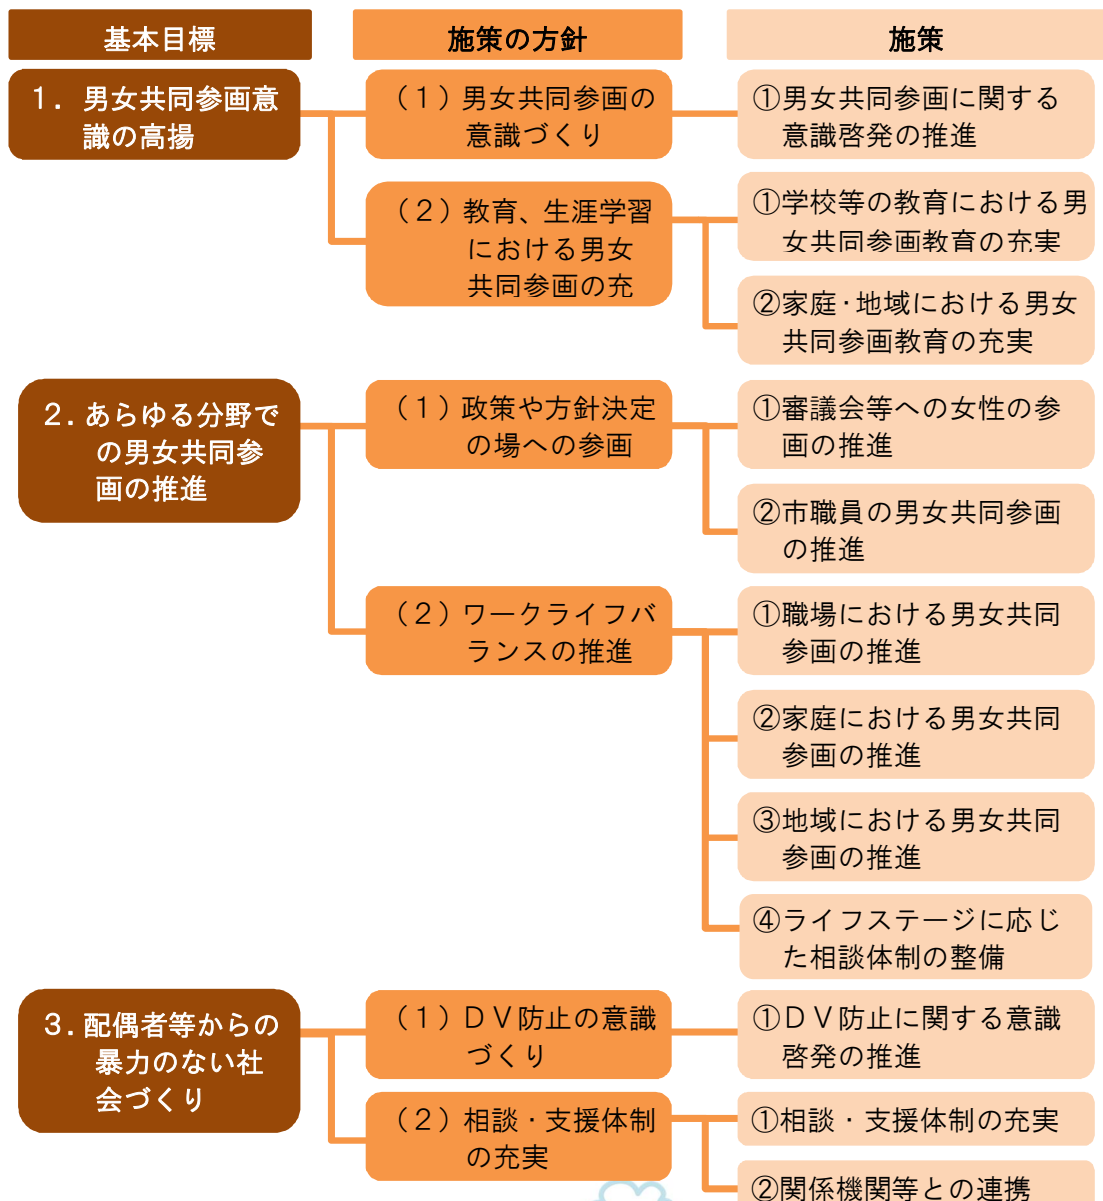 基本目標
施策の方針
施策
１．男女共同参画意
識の高揚
（１）男女共同参画の
意識づくり
①男女共同参画に関する
意識啓発の推進
（２）教育、生涯学習
における男女
共同参画の充
①学校等の教育における男
女共同参画教育の充実
②家庭・地域における男女
共同参画教育の充実
２．あらゆる分野で
の男女共同参
画の推進
（１）政策や方針決定
の場への参画
①審議会等への女性の参
画の推進
②市職員の男女共同参画
の推進
（２）ワークライフバ
ランスの推進
①職場における男女共同
参画の推進
②家庭における男女共同
参画の推進
③地域における男女共同
参画の推進
④ライフステージに応じ
た相談体制の整備
３．配偶者等からの
暴力のない社
会づくり
（１）ＤＶ防止の意識
づくり
①ＤＶ防止に関する意識
啓発の推進
（２）相談・支援体制
の充実
①相談・支援体制の充実
②関係機関等との連携